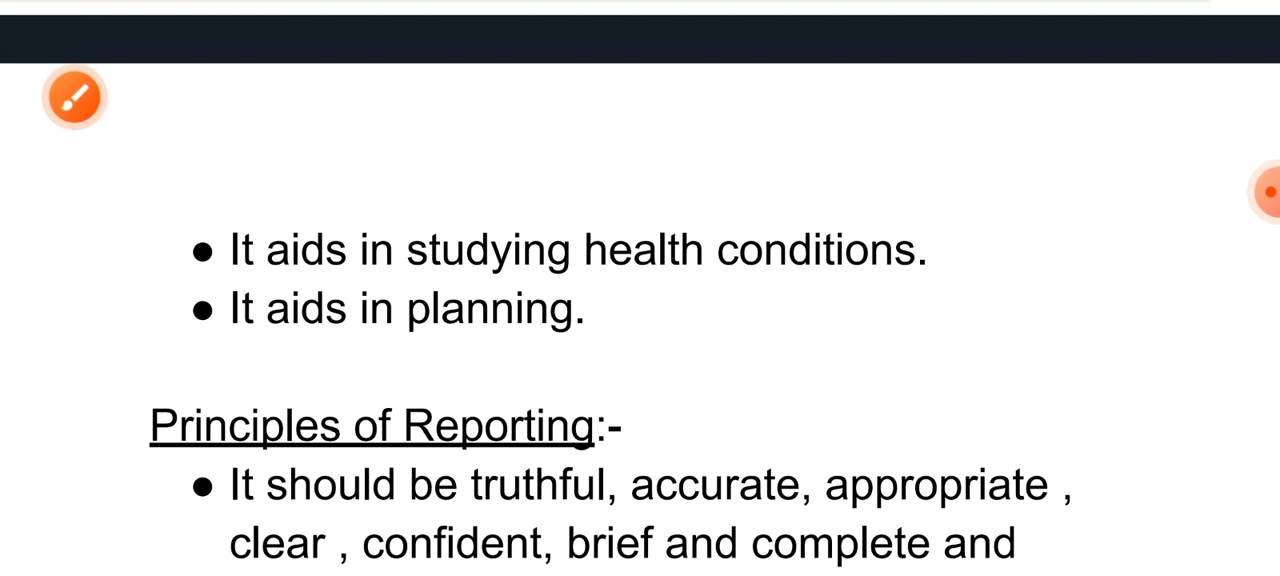 ● It aids in studying health conditions.
● It aids in planning.
Principles of Reporting:-
● It should be truthful, accurate, appropriate ,
clear , confident, brief and complete and